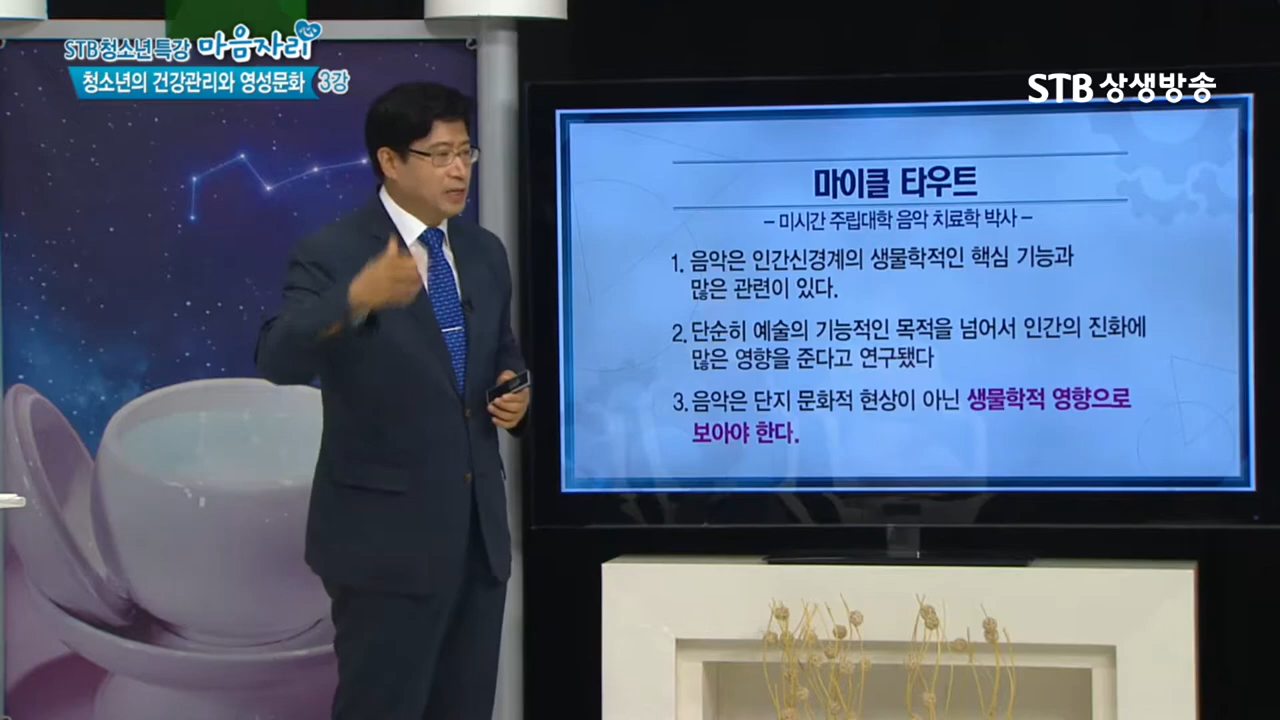 STB청소년 특강 마음자리
청소년의 건강관리와 영성문화 3강
STB 상생방송
마이클 타우트
– 미시간 주립대학 음악 치료학 박사 –
1. 음악은 인간신경계의 생물학적인 핵심 기능과
많은 관련이 있다.
2. 단순히 예술의 기능적인 목적을 넘어서 인간의 진화에
많은 영향을 준다고 연구됐다
3. 음악은 단지 문화적 현상이 아닌 생물학적 영향으로
보아야 한다.